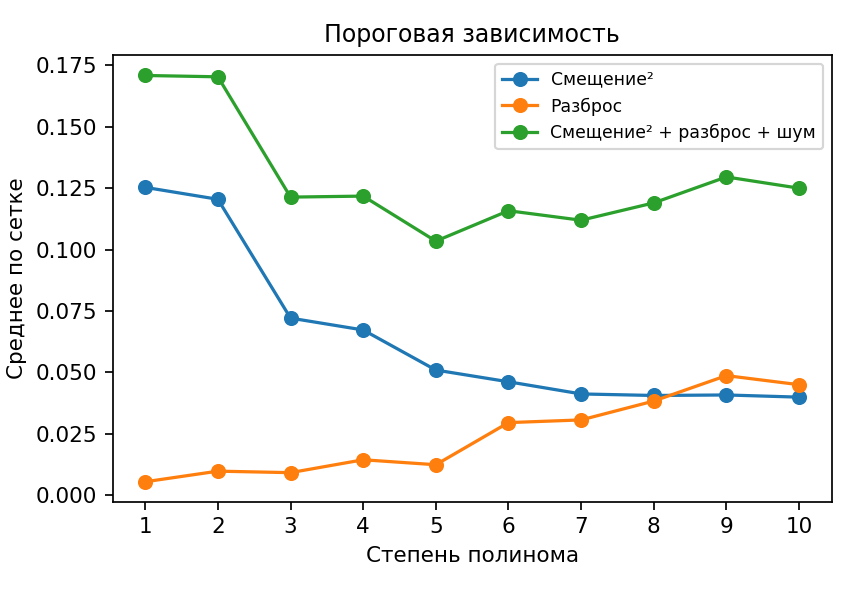 Пороговая зависимость
Смещение²
Разброс
Смещение² + разброс + шум
Среднее по сетке
0.175
0.150
0.125
0.100
0.075
0.050
0.025
0.000
1 2 3 4 5 6 7 8 9 10
Степень полинома